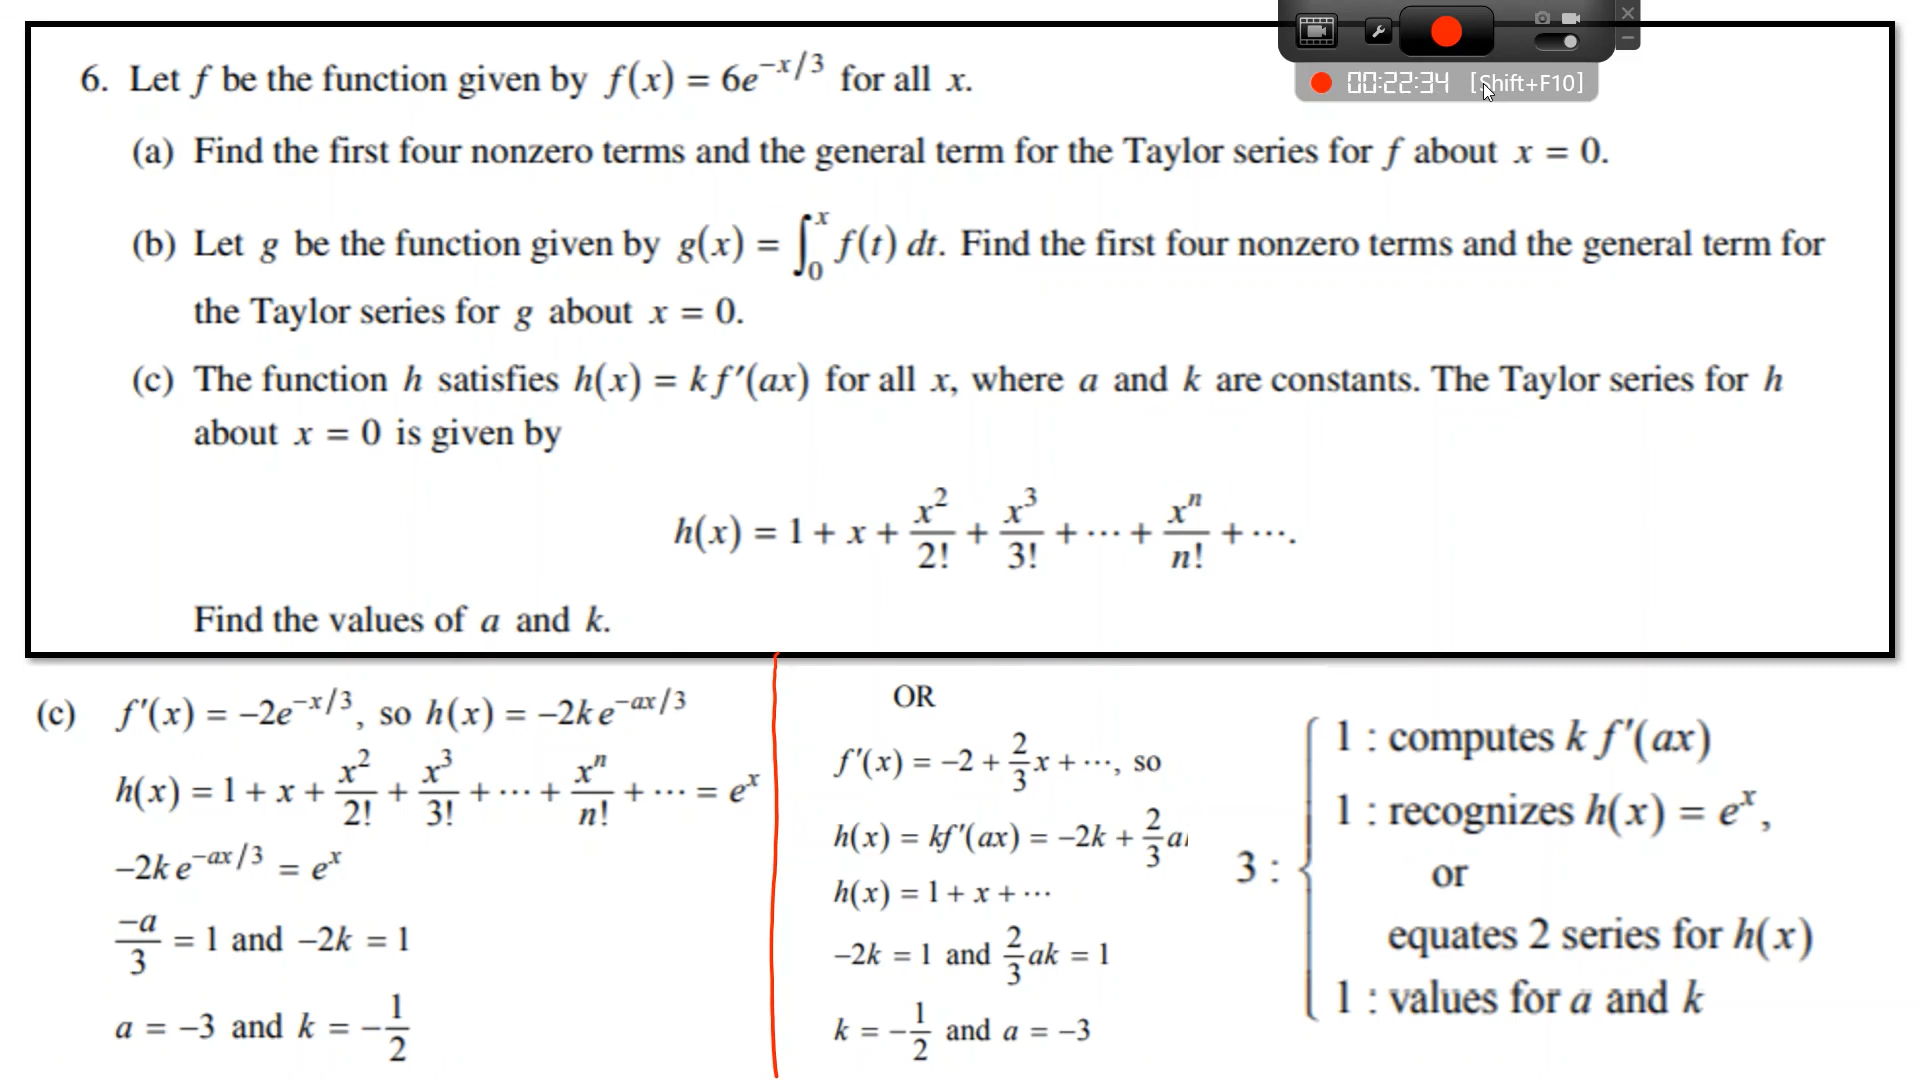 00:22:34 [Shift+F10]
6. Let f be the function given by f(x) = 6e^{-x/3} for all x.
(a) Find the first four nonzero terms and the general term for the Taylor series for f about x = 0.
(b) Let g be the function given by g(x) = ∫_0^x f(t) dt. Find the first four nonzero terms and the general term for
the Taylor series for g about x = 0.
(c) The function h satisfies h(x) = k f′(ax) for all x, where a and k are constants. The Taylor series for h
about x = 0 is given by
h(x) = 1 + x + x^2/2! + x^3/3! + ⋯ + x^n/n! + ⋯.
Find the values of a and k.
(c) f′(x) = −2e^{−x/3}, so h(x) = −2k e^{−ax/3}
h(x) = 1 + x + x^2/2! + x^3/3! + ⋯ + x^n/n! + ⋯ = e^x
−2k e^{−ax/3} = e^x
−a/3 = 1 and −2k = 1
a = −3 and k = −1/2
OR
f′(x) = −2 + 2/3 x + ⋯, so
h(x) = kf′(ax) = −2k + 2/3 a
h(x) = 1 + x + ⋯
−2k = 1 and 2/3 ak = 1
k = −1/2 and a = −3
3 :
1 : computes k f′(ax)
1 : recognizes h(x) = e^x,
or
equates 2 series for h(x)
1 : values for a and k